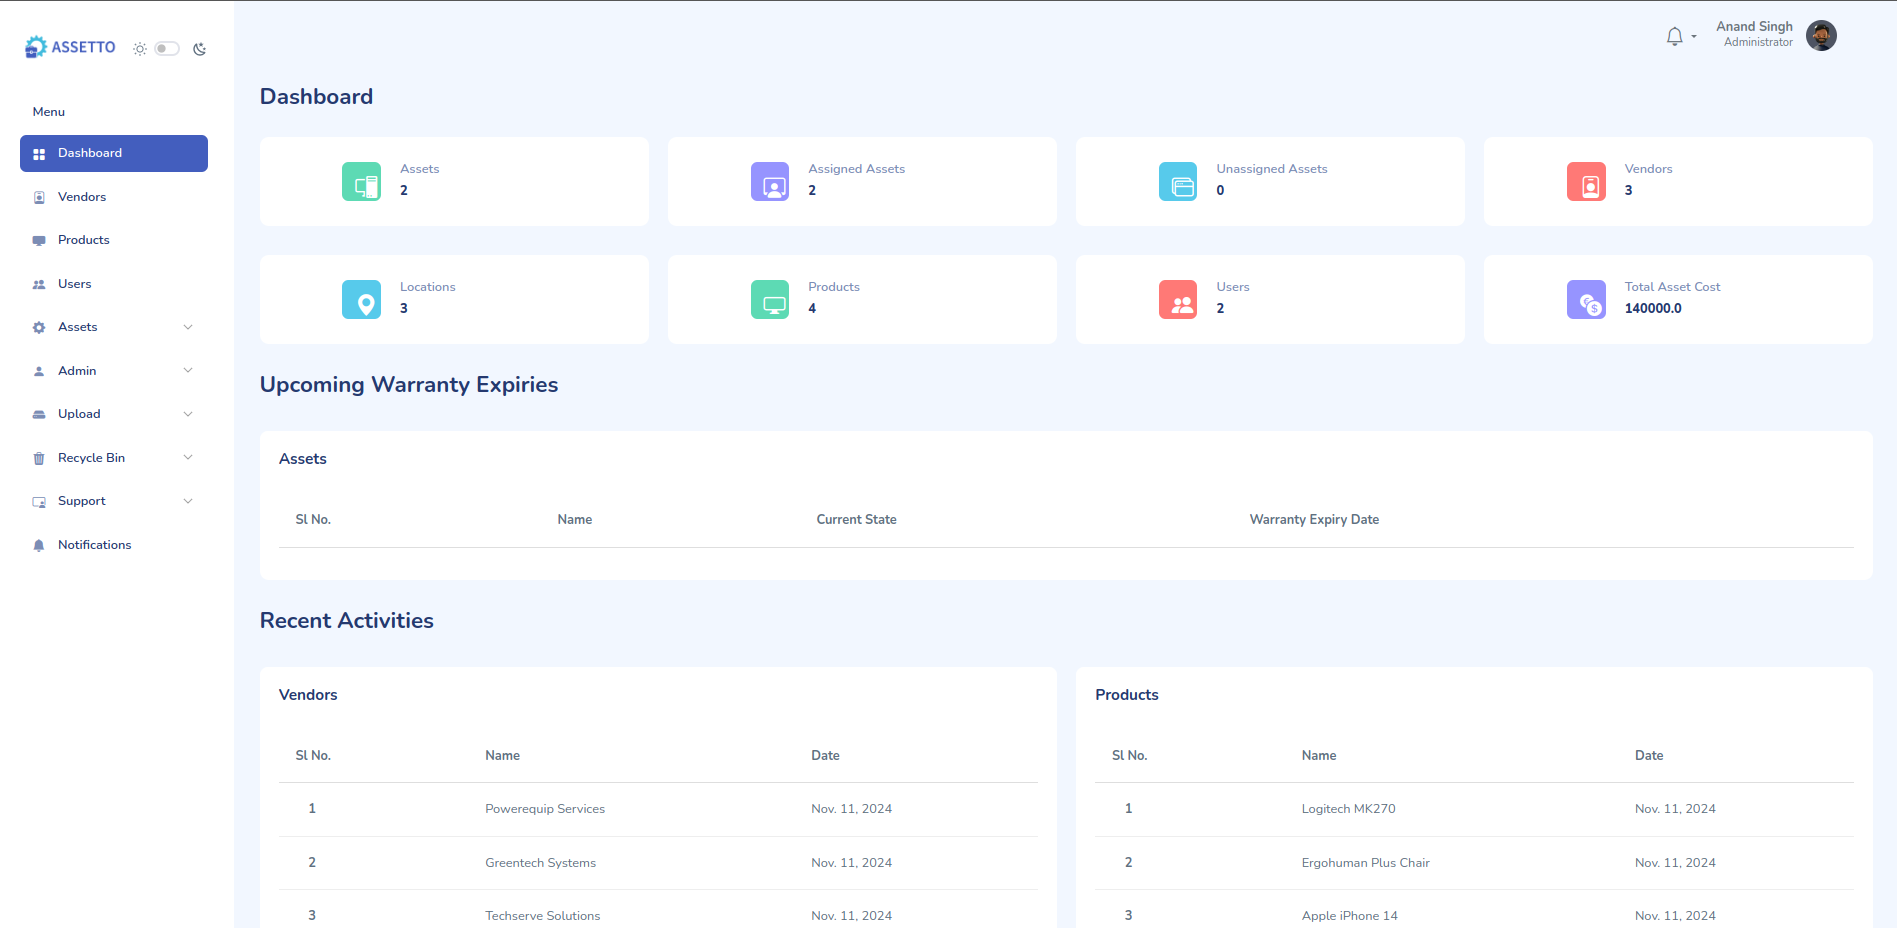 ASSETTO
Anand Singh
Administrator
Menu
Dashboard
Vendors
Products
Users
Assets
Admin
Upload
Recycle Bin
Support
Notifications
Dashboard
Assets
2
Assigned Assets
2
Unassigned Assets
0
Vendors
3
Locations
3
Products
4
Users
2
Total Asset Cost
140000.0
Upcoming Warranty Expiries
Assets
Sl No. Name Current State Warranty Expiry Date
Recent Activities
Vendors
Sl No. Name Date
1 Powerequip Services Nov. 11, 2024
2 Greentech Systems Nov. 11, 2024
3 Techserve Solutions Nov. 11, 2024
Products
Sl No. Name Date
1 Logitech MK270 Nov. 11, 2024
2 Ergohuman Plus Chair Nov. 11, 2024
3 Apple iPhone 14 Nov. 11, 2024